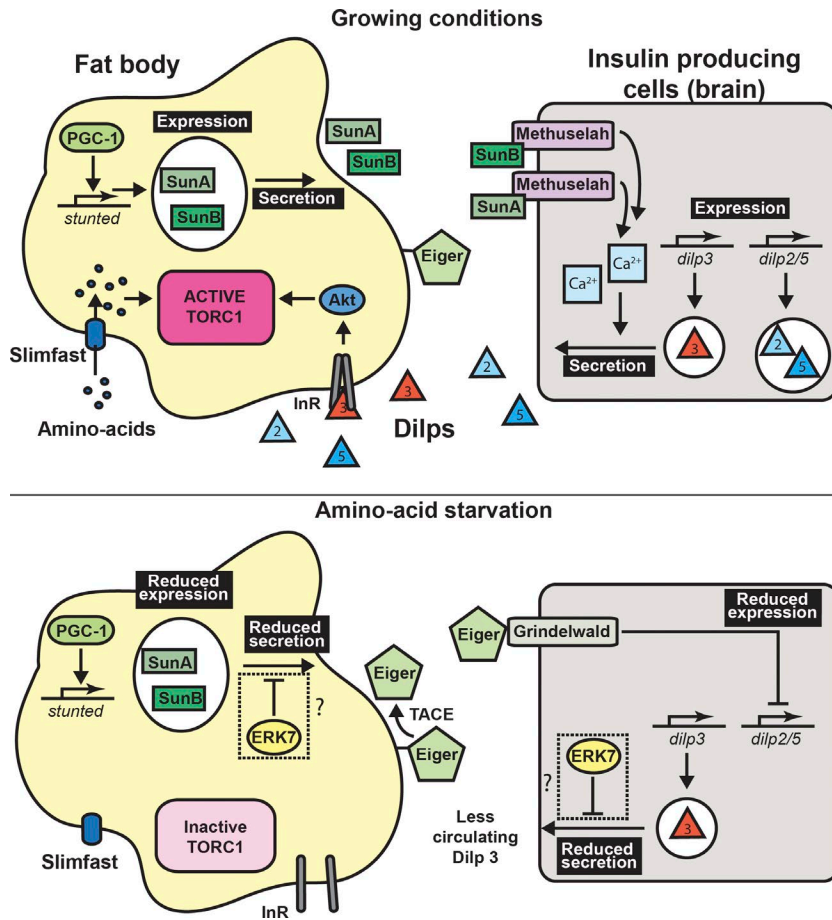 Growing conditions
Fat body
PGC-1
stunted
Expression
SunA
SunB
Secretion
SunA
SunB
Eiger
ACTIVE
TORC1
Akt
Slimfast
Amino-acids
InR
3
3
2
5
Dilps
2
5
Insulin producing
cells (brain)
Methuselah
SunB
Methuselah
SunA
Ca2+
Ca2+
Expression
dilp3
dilp2/5
3
2
5
Secretion
Amino-acid starvation
Reduced
expression
PGC-1
stunted
SunA
SunB
Reduced
secretion
?
ERK7
Eiger
TACE
Eiger
Slimfast
Inactive
TORC1
InR
Eiger
Grindelwald
Reduced
expression
dilp3
dilp2/5
ERK7
?
3
Less
circulating
Dilp 3
Reduced
secretion